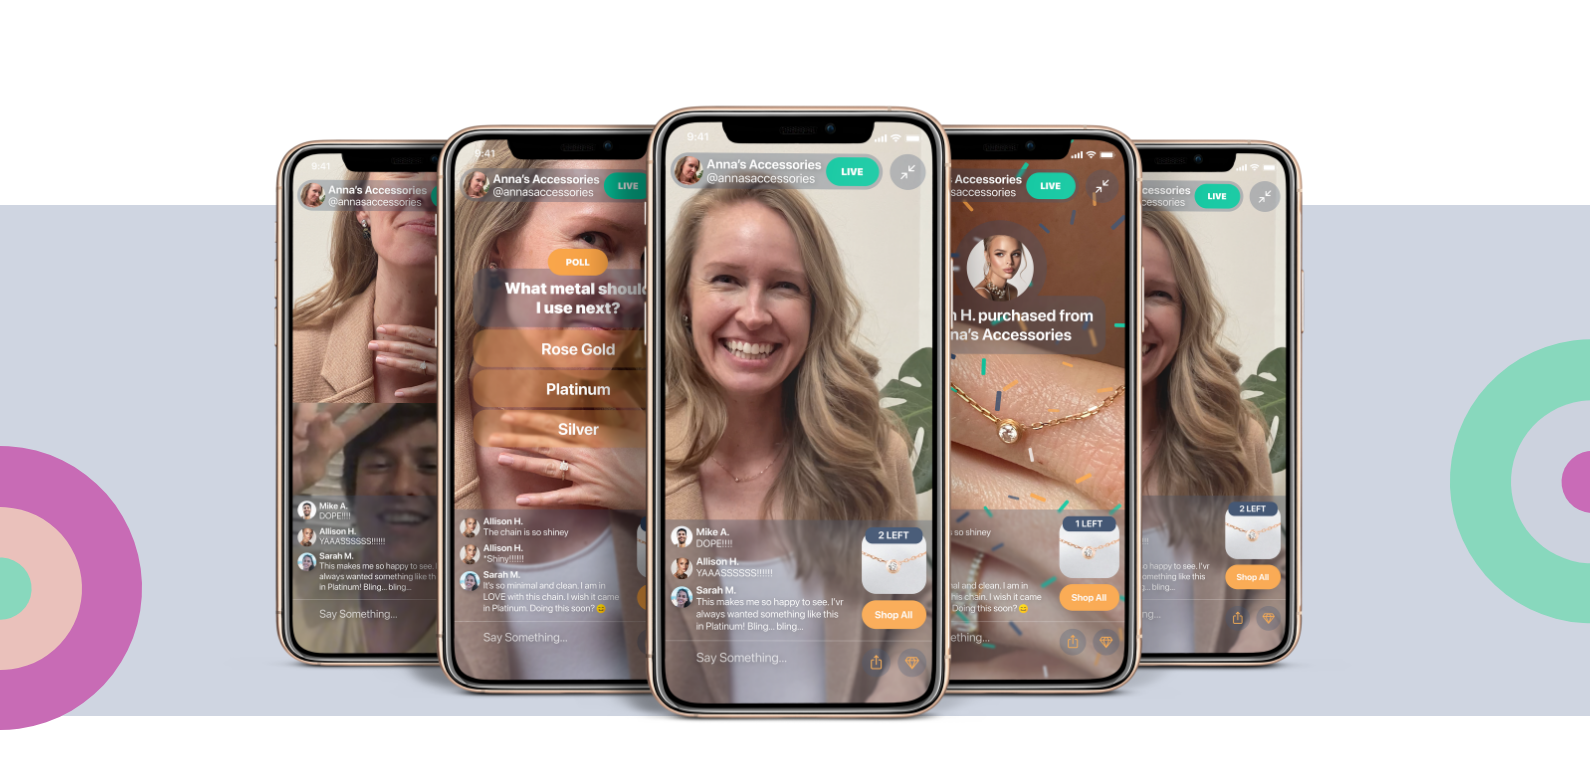 9:41
Anna's Accessories
@annasaccessories
Mike A.
DOPE!!!!
Allison H.
YAAASSSSSS!!!!!!
Sarah M.
This makes me so happy to see. I
always wanted something like th
in Platinum! Bling... bling...
Say Something...
9:41
Anna's Accessories
@annasaccessories
LIVE
POLL
What metal should
I use next?
Rose Gold
Platinum
Silver
Allison H.
The chain is so shiney
Allison H.
*Shiny!!!!!!
Sarah M.
It's so minimal and clean. I am in
LOVE with this chain. I wish it came
in Platinum. Doing this soon? 😊
Say Something...
9:41
Anna's Accessories
@annasaccessories
LIVE
Mike A.
DOPE!!!!
Allison H.
YAAASSSSSS!!!!!!
Sarah M.
This makes me so happy to see. I'vr
always wanted something like this
in Platinum! Bling... bling...
2 LEFT
Shop All
Say Something...
Accessories
saccessories
LIVE
n H. purchased from
na's Accessories
so shiney
nal and clean. I am in
his chain. I wish it came
Doing this soon? 😊
1 LEFT
Shop All
ething...
cessories
cessories
LIVE
o happy to see. I'vr
omething like this
g... bling...
2 LEFT
Shop All
ng...